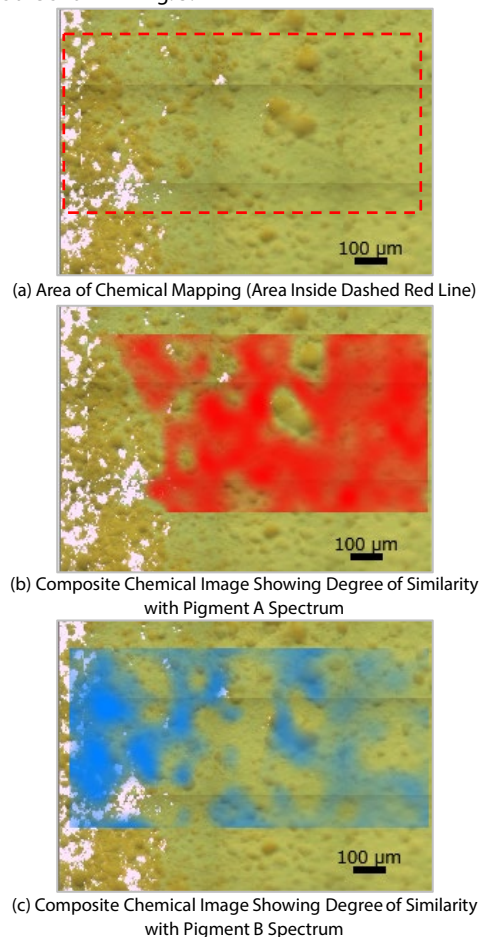 100 µm
(a) Area of Chemical Mapping (Area Inside Dashed Red Line)
100 µm
(b) Composite Chemical Image Showing Degree of Similarity
with Pigment A Spectrum
100 µm
(c) Composite Chemical Image Showing Degree of Similarity
with Pigment B Spectrum